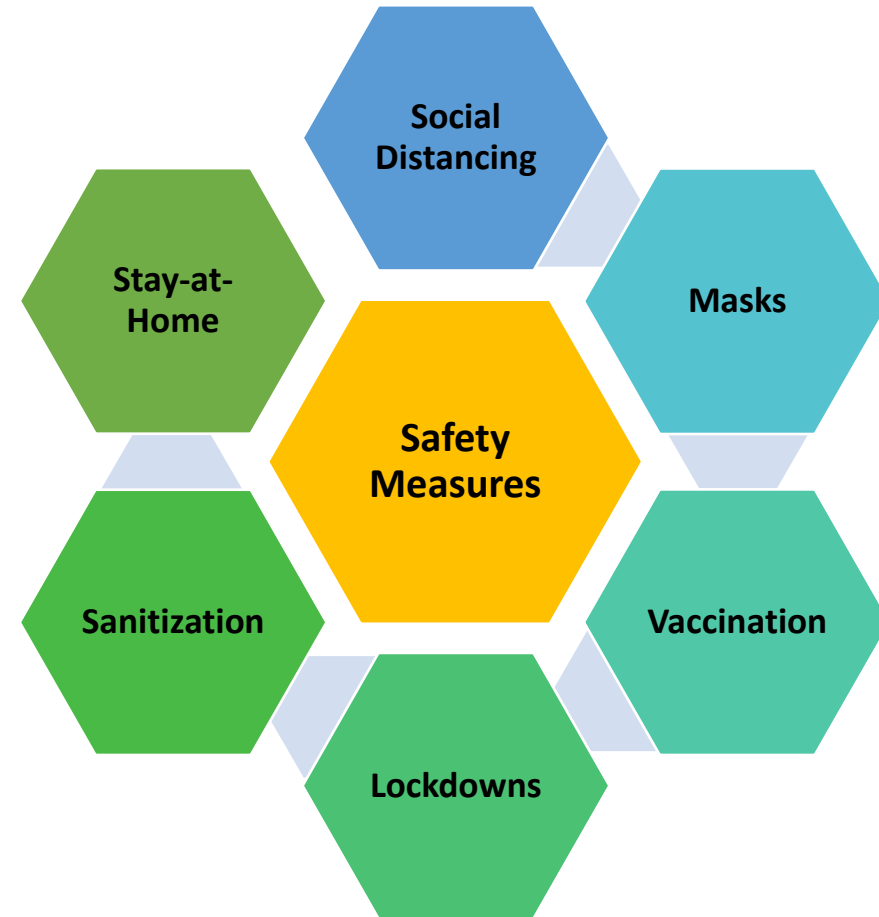 Social
Distancing
Stay-at-
Home
Masks
Safety
Measures
Sanitization
Vaccination
Lockdowns